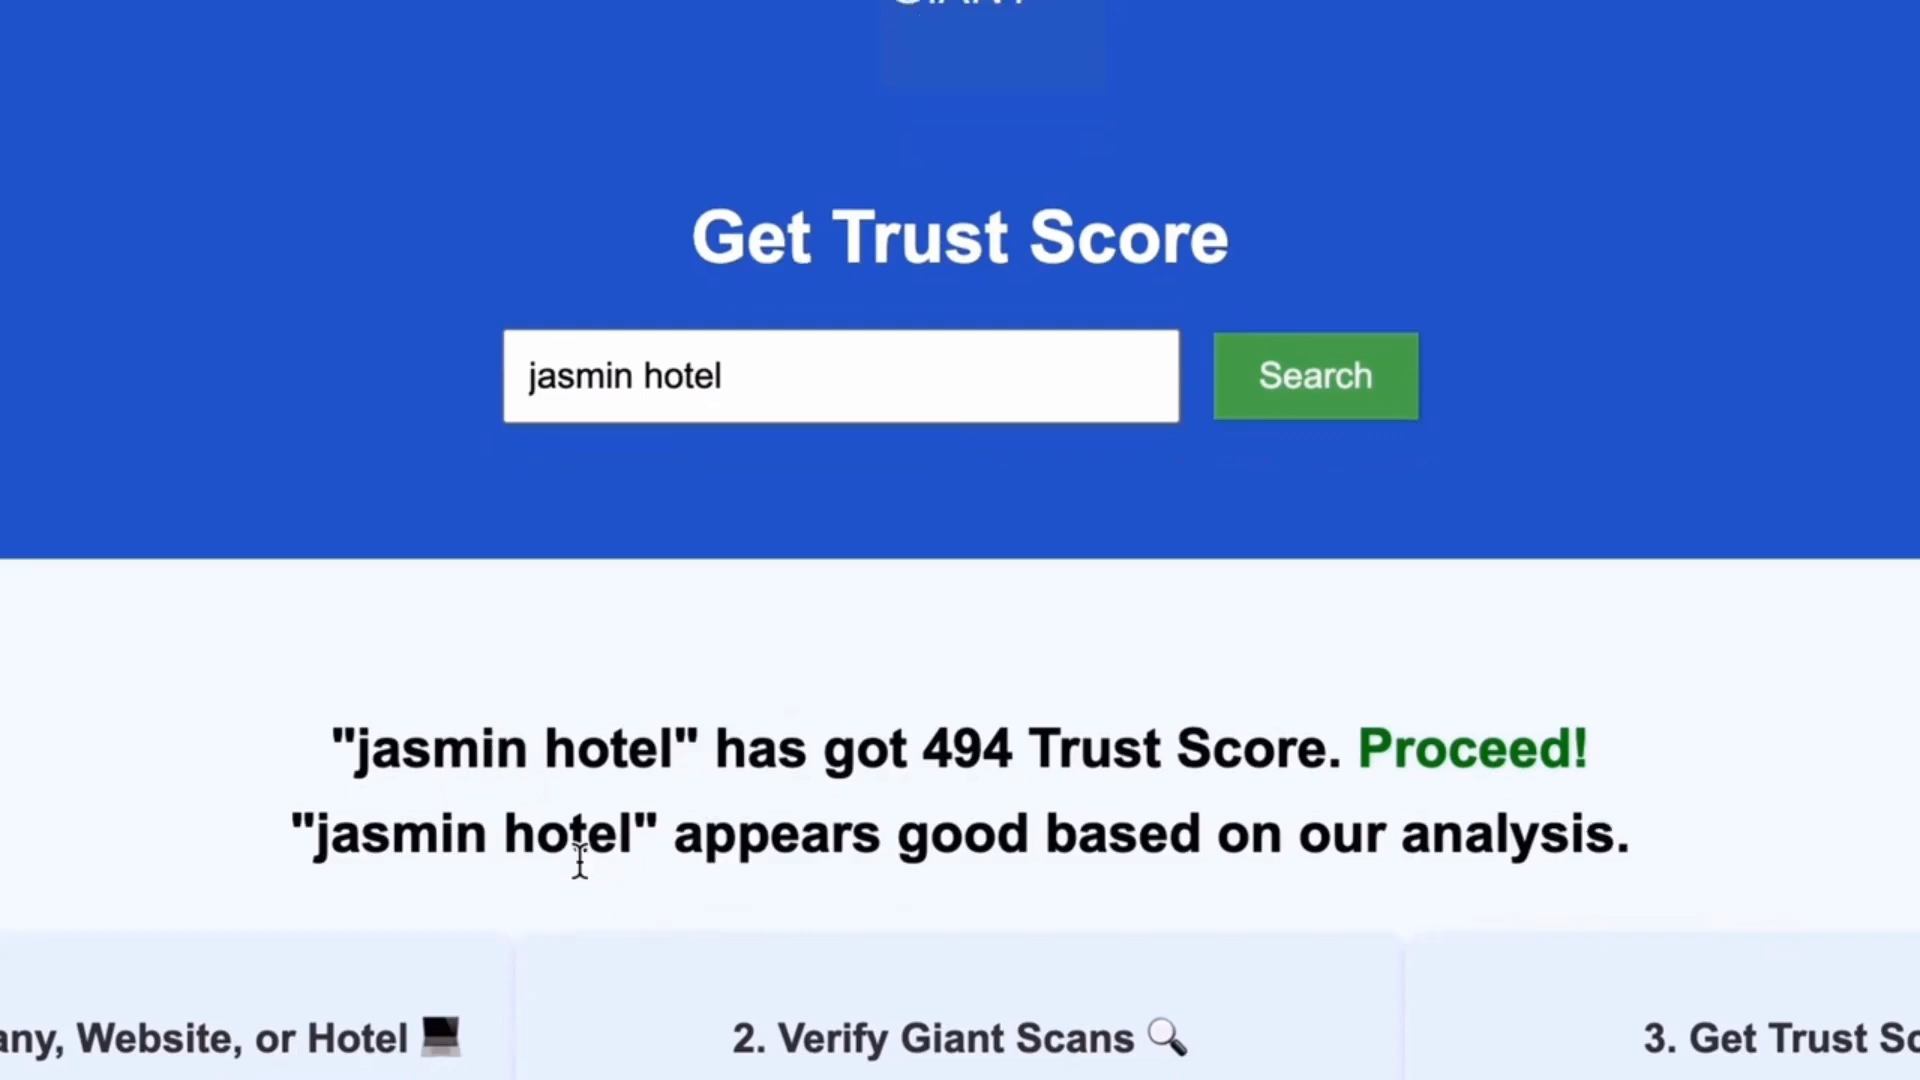 Get Trust Score
jasmin hotel
Search
"jasmin hotel" has got 494 Trust Score. Proceed!
"jasmin hotel" appears good based on our analysis.
any, Website, or Hotel 💻
2. Verify Giant Scans 🔍
3. Get Trust Sc